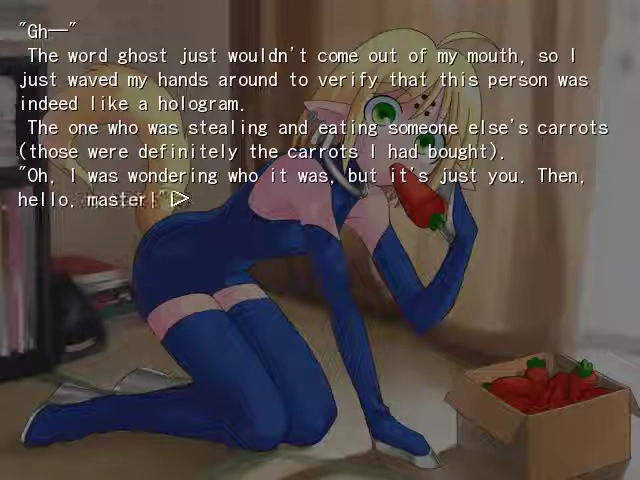 "Gh—"
The word ghost just wouldn't come out of my mouth, so I
just waved my hands around to verify that this person was
indeed like a hologram.
The one who was stealing and eating someone else's carrots
(those were definitely the carrots I had bought).
"Oh, I was wondering who it was, but it's just you. Then,
hello, master!"